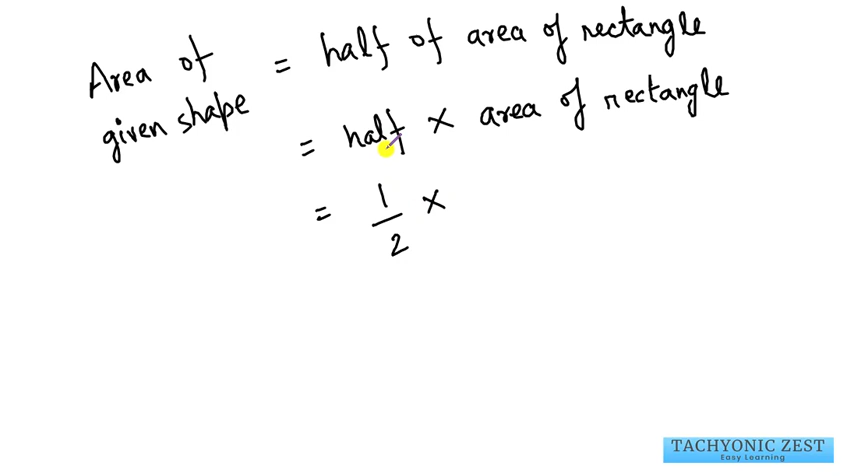 Area of given shape = half of area of rectangle
= half × area of rectangle
= 1/2 ×
TACHYONIC ZEST
Easy Learning